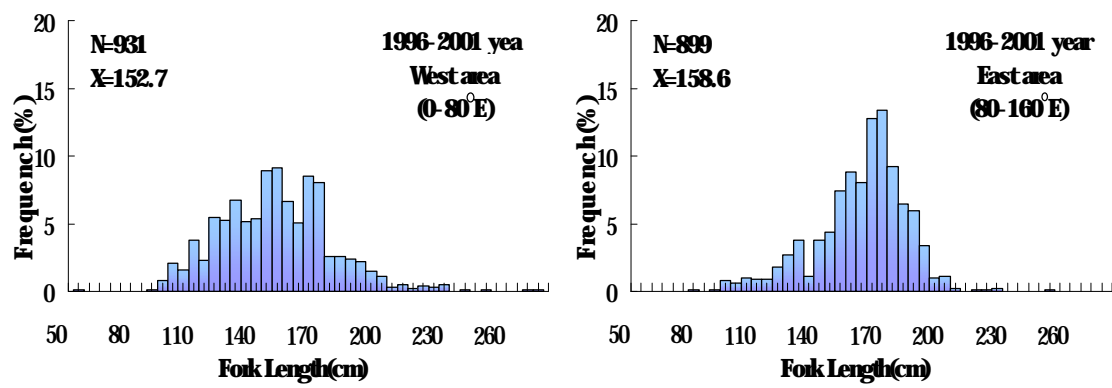 20
N=931
1996-2001 yea
X=152.7
West area
(0-80°E)
15
10
5
0
Frequench(%)
50 80 110 140 170 200 230 260
Fork Length(cm)
20
N=899
1996-2001 year
X=158.6
East area
(80-160°E)
15
10
5
0
Frequench(%)
50 80 110 140 170 200 230 260
Fork Length(cm)